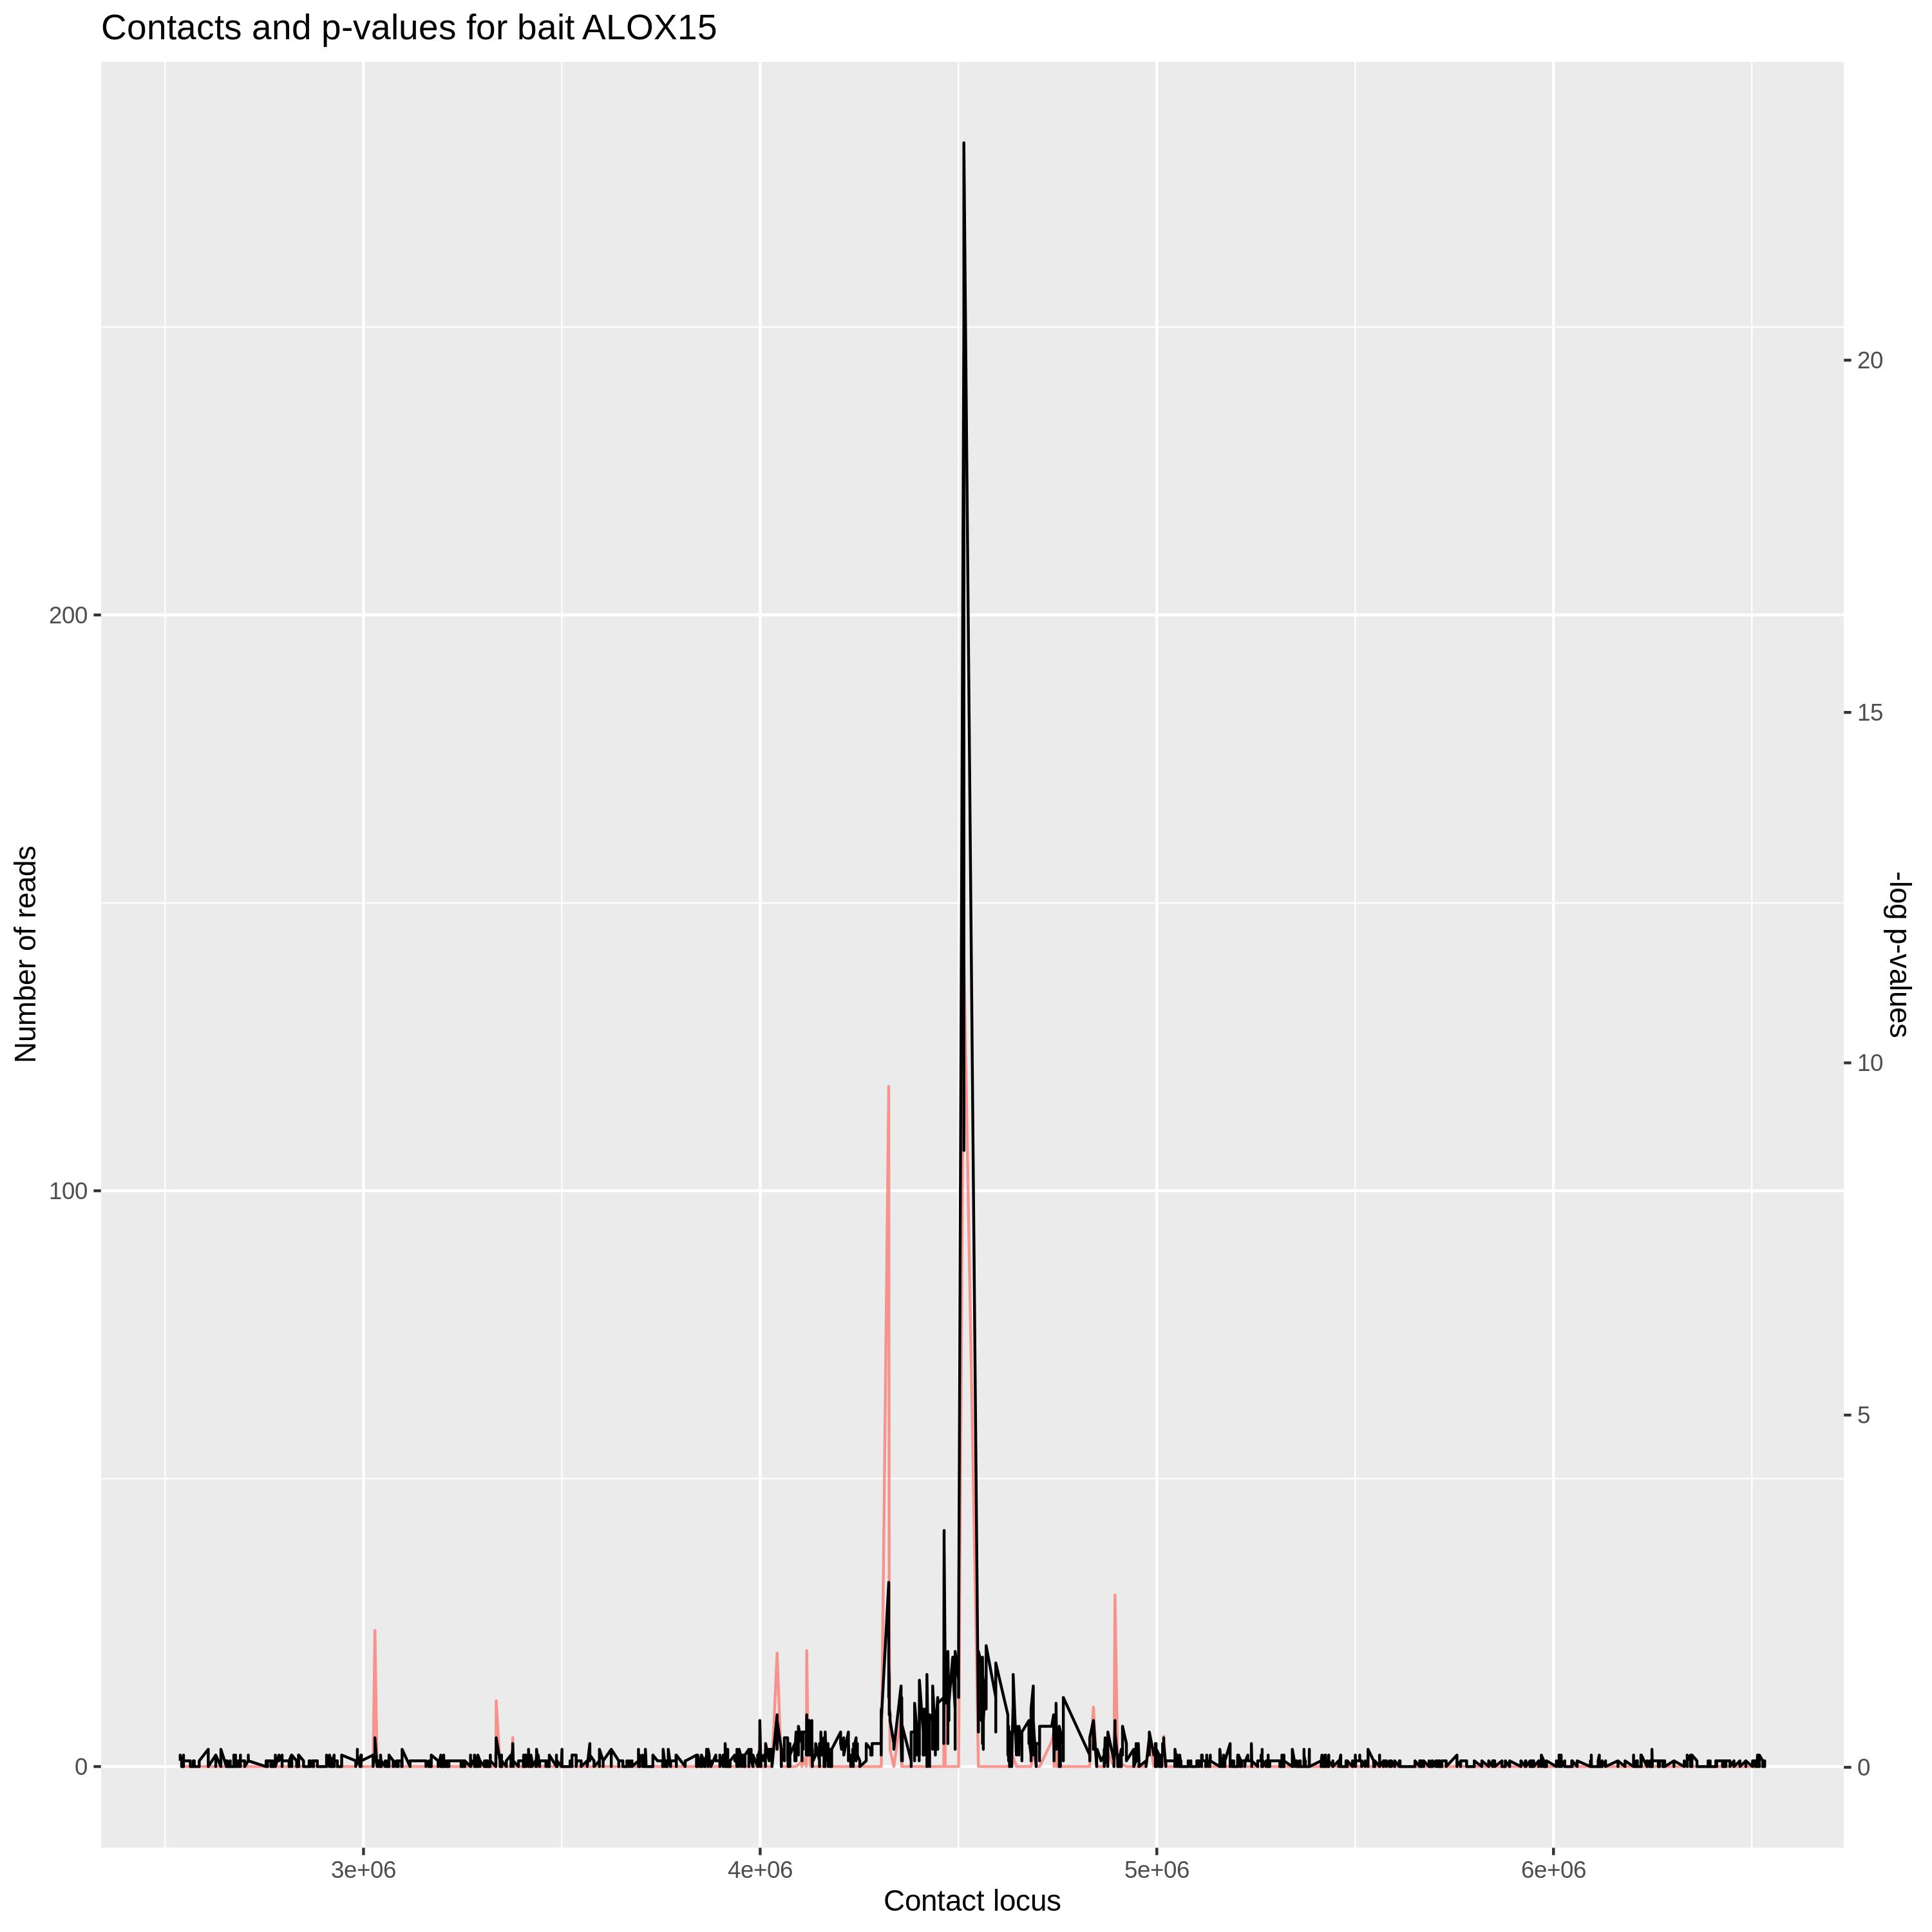 Contacts and p-values for bait ALOX15
Number of reads
200
100
0
20
15
10
5
0
-log p-values
3e+06 4e+06 5e+06 6e+06
Contact locus